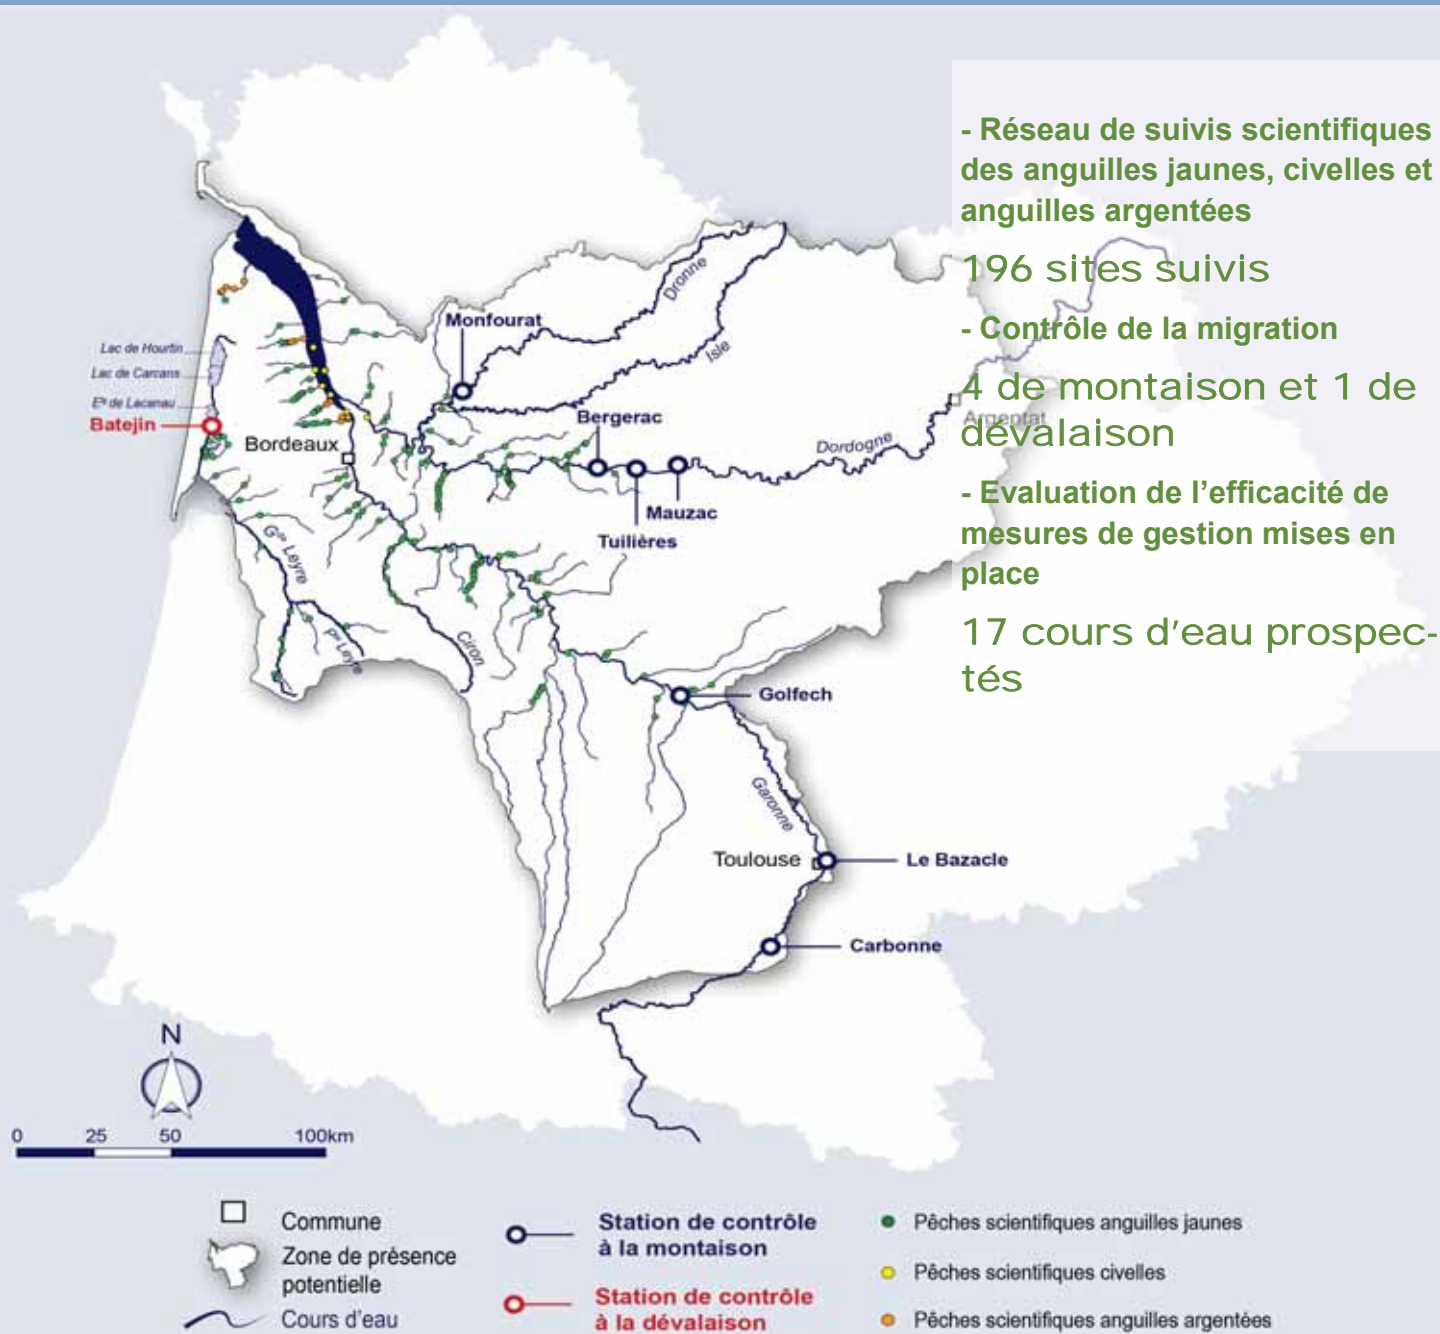 - Réseau de suivis scientifiques
des anguilles jaunes, civelles et
anguilles argentées
196 sites suivis
- Contrôle de la migration
4 de montaison et 1 de
dévalaison
- Evaluation de l'efficacité de
mesures de gestion mises en
place
17 cours d'eau prospec-
tés
Dronne
Monfourat
Isle
Lac de Hourtin
Lac de Carcans
Eᵍ de Lacanau
Batejin
Bordeaux
Bergerac
Argentat
Dordogne
Mauzac
Tuilières
Gᵈᵉ Leyre
Pᵗᵉ Leyre
Ciron
Golfech
Garonne
Toulouse
Le Bazacle
Carbonne
N
0 25 50 100km
Commune
Zone de présence
potentielle
Cours d'eau
Station de contrôle
à la montaison
Station de contrôle
à la dévalaison
Pêches scientifiques anguilles jaunes
Pêches scientifiques civelles
Pêches scientifiques anguilles argentées